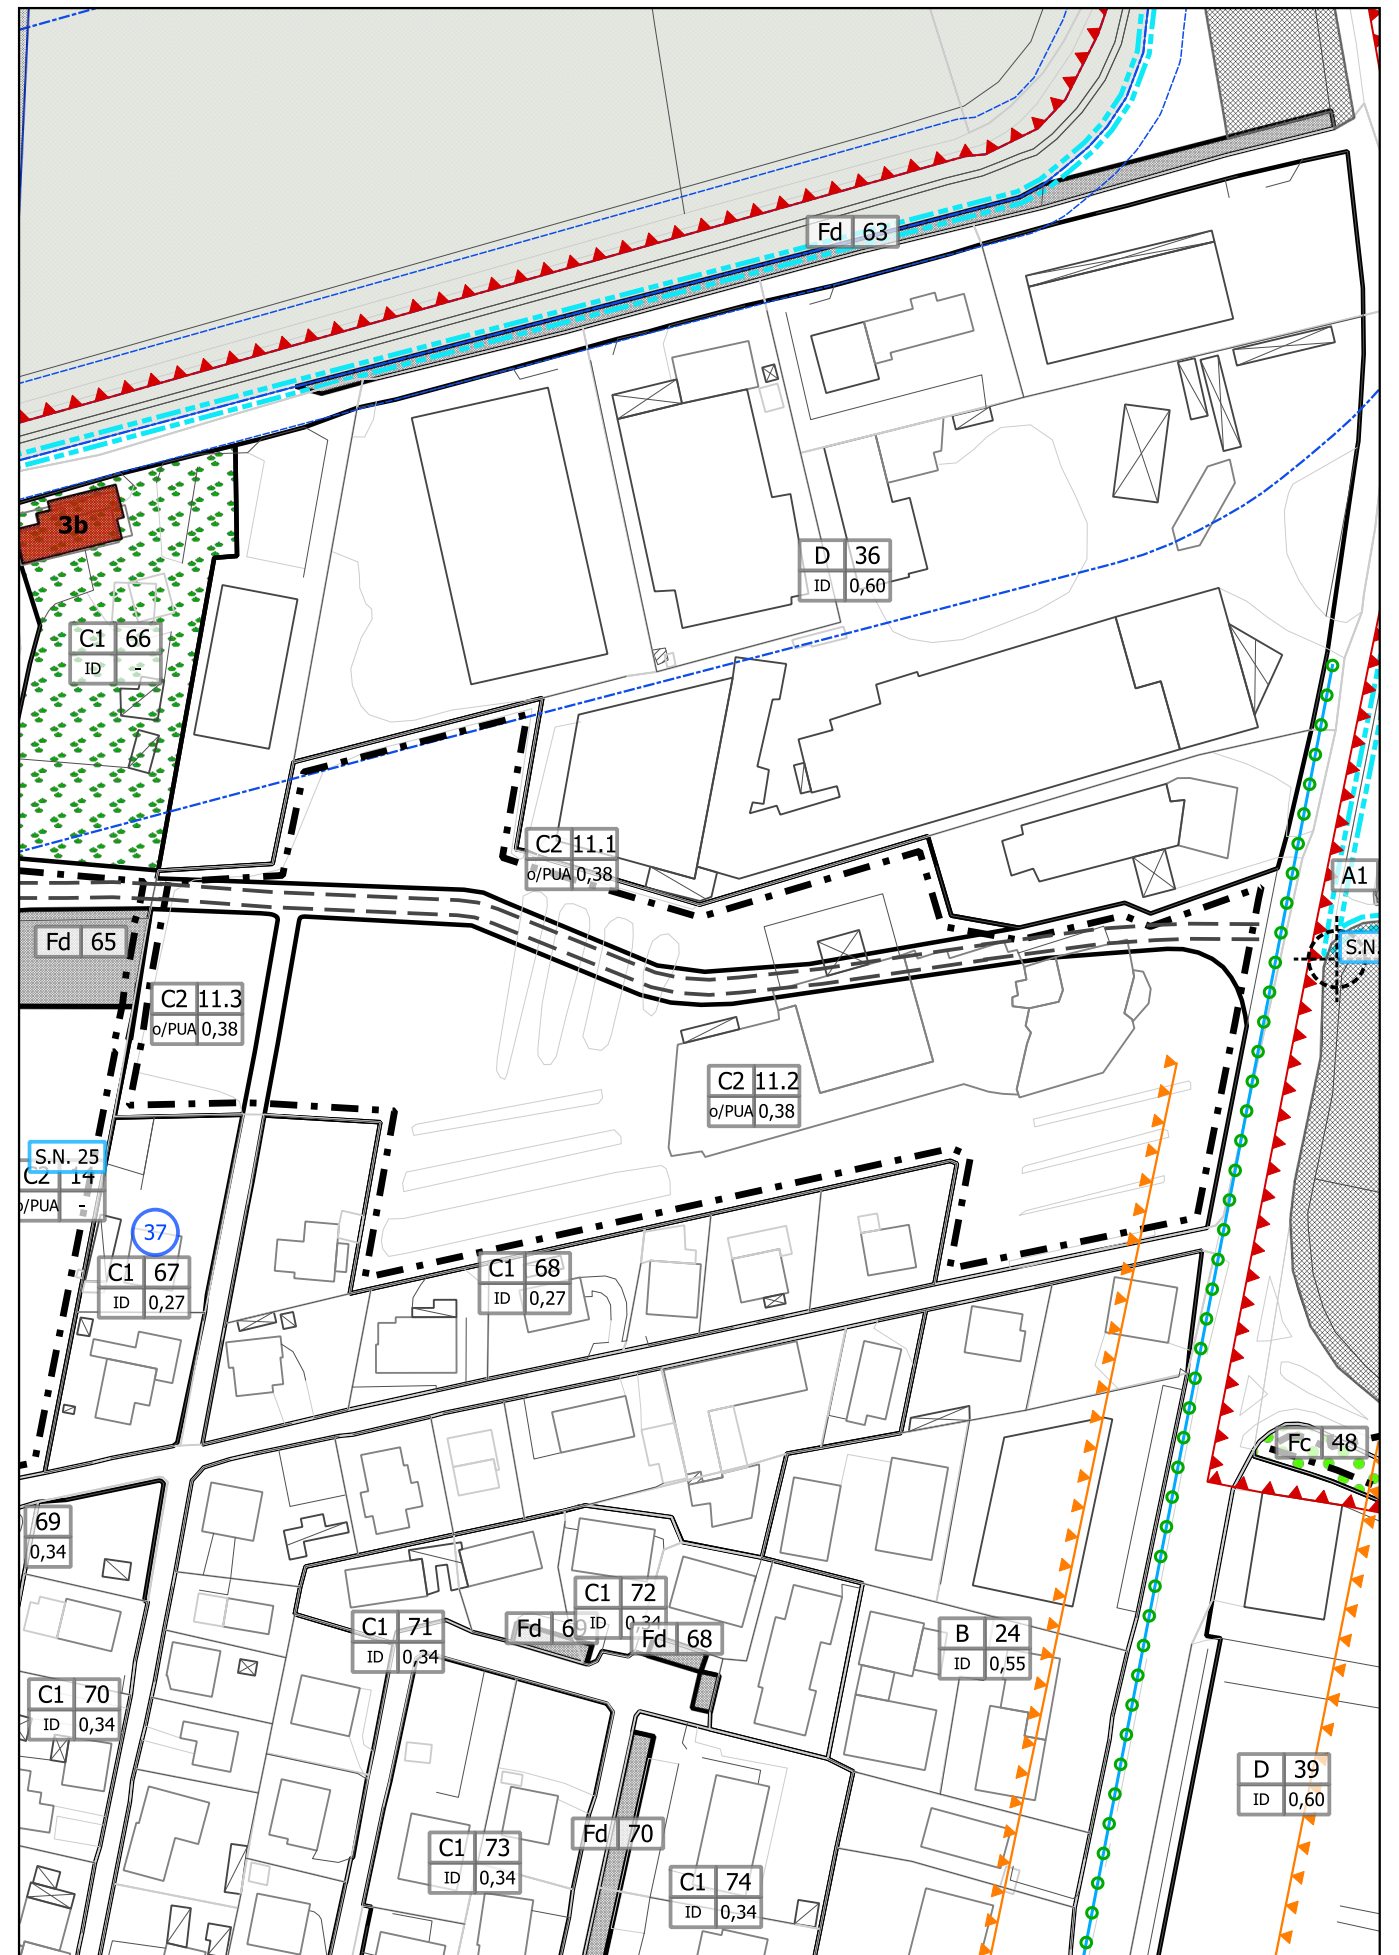 Fd 63
3b
D 36
ID 0,60
C1 66
ID -
C2 11.1
o/PUA 0,38
A1
Fd 65
S.N.
C2 11.3
o/PUA 0,38
C2 11.2
o/PUA 0,38
S.N. 25
C2 14
o/PUA -
37
C1 67
ID 0,27
C1 68
ID 0,27
Fc 48
69
0,34
C1 72
ID 0,34
C1 71
ID 0,34
Fd 69
Fd 68
B 24
ID 0,55
C1 70
ID 0,34
D 39
ID 0,60
Fd 70
C1 73
ID 0,34
C1 74
ID 0,34